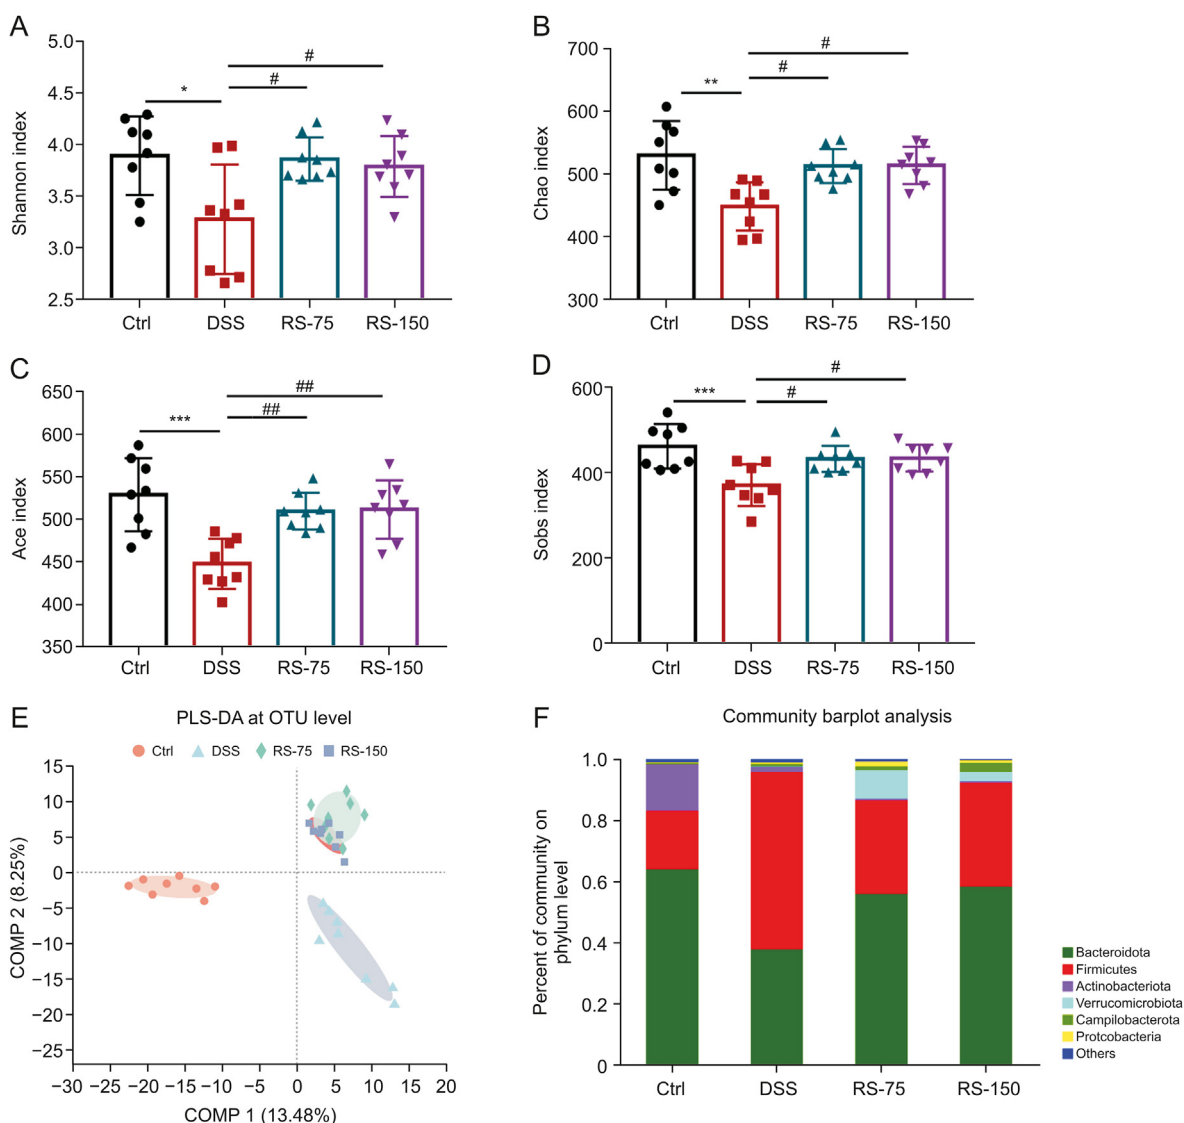 A
Shannon index
5.0
4.5
4.0
3.5
3.0
2.5
*
#
#
Ctrl DSS RS-75 RS-150
B
Chao index
700
600
500
400
300
**
#
#
Ctrl DSS RS-75 RS-150
C
Ace index
650
600
550
500
450
400
350
***
##
##
Ctrl DSS RS-75 RS-150
D
Sobs index
600
400
200
0
***
#
#
Ctrl DSS RS-75 RS-150
E
PLS-DA at OTU level
Ctrl DSS RS-75 RS-150
COMP 2 (8.25%)
15
10
5
0
−5
−10
−15
−20
−25
−30 −25 −20 −15 −10 −5 0 5 10 15 20
COMP 1 (13.48%)
F
Community barplot analysis
Percent of community on
phylum level
1.0
0.8
0.6
0.4
0.2
0
Ctrl DSS RS-75 RS-150
Bacteroidota
Firmicutes
Actinobacteriota
Verrucomicrobiota
Campilobacterota
Protcobacteria
Others